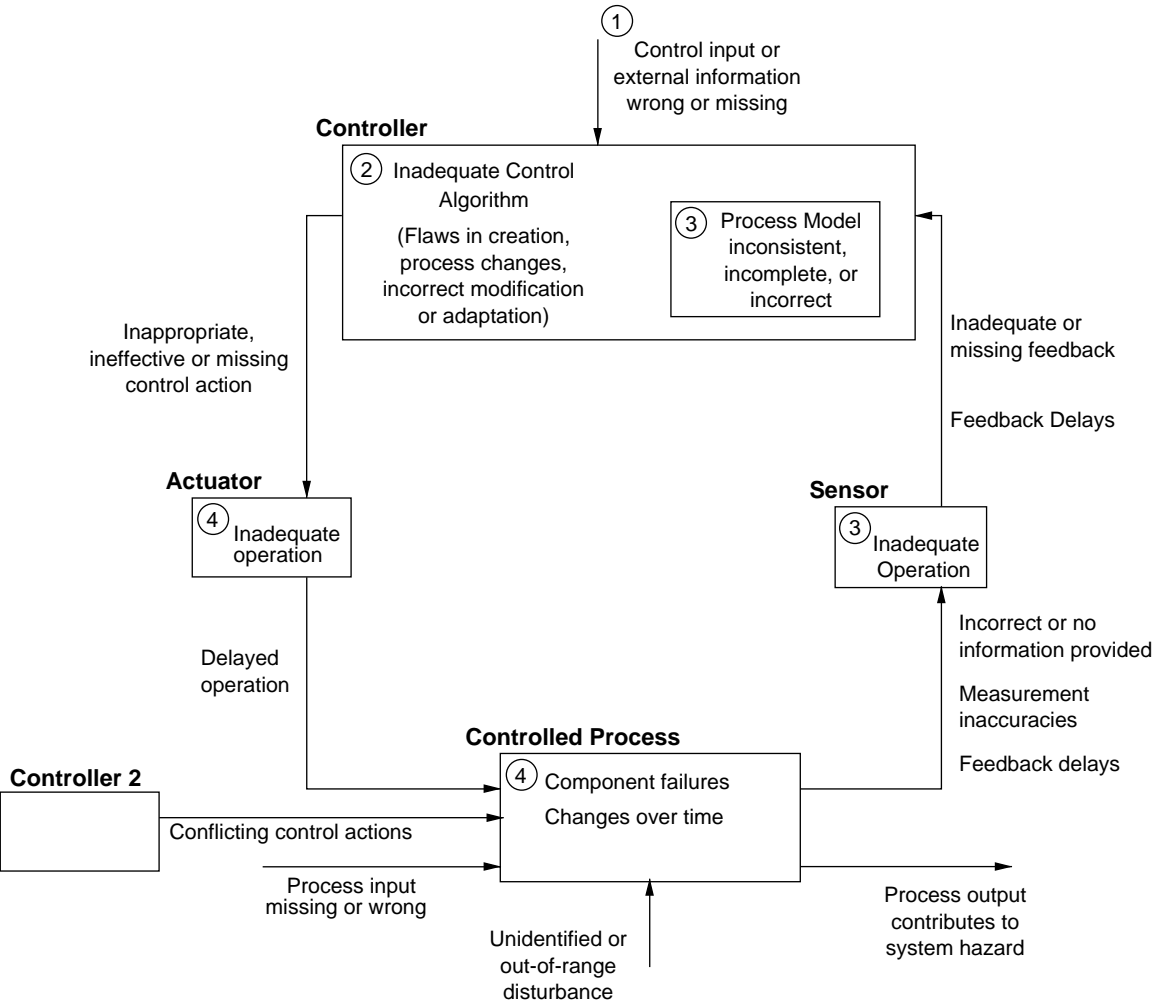 1
Control input or
external information
wrong or missing
Controller
2
Inadequate Control
Algorithm
(Flaws in creation,
process changes,
incorrect modification
or adaptation)
3
Process Model
inconsistent,
incomplete, or
incorrect
Inappropriate,
ineffective or missing
control action
Inadequate or
missing feedback
Feedback Delays
Actuator
4
Inadequate
operation
Sensor
3
Inadequate
Operation
Delayed
operation
Incorrect or no
information provided
Measurement
inaccuracies
Feedback delays
Controlled Process
4
Component failures
Changes over time
Controller 2
Conflicting control actions
Process input
missing or wrong
Unidentified or
out-of-range
disturbance
Process output
contributes to
system hazard